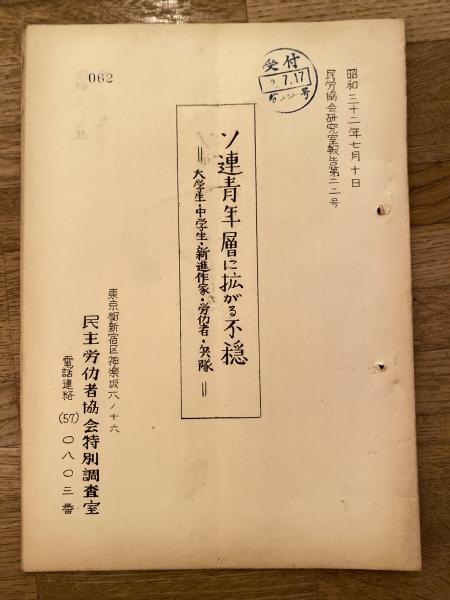 昭和三十二年七月十日
民労協会研究室報告第二二号
受付
7.17
号
062
ソ連青年層に拡がる不穏
＝大学生・中学生・新進作家・労仂者・兵隊＝
東京都新宿区神楽坂六ノ十六
民主労仂者協会特別調査室
電話連絡(57)〇八〇三番